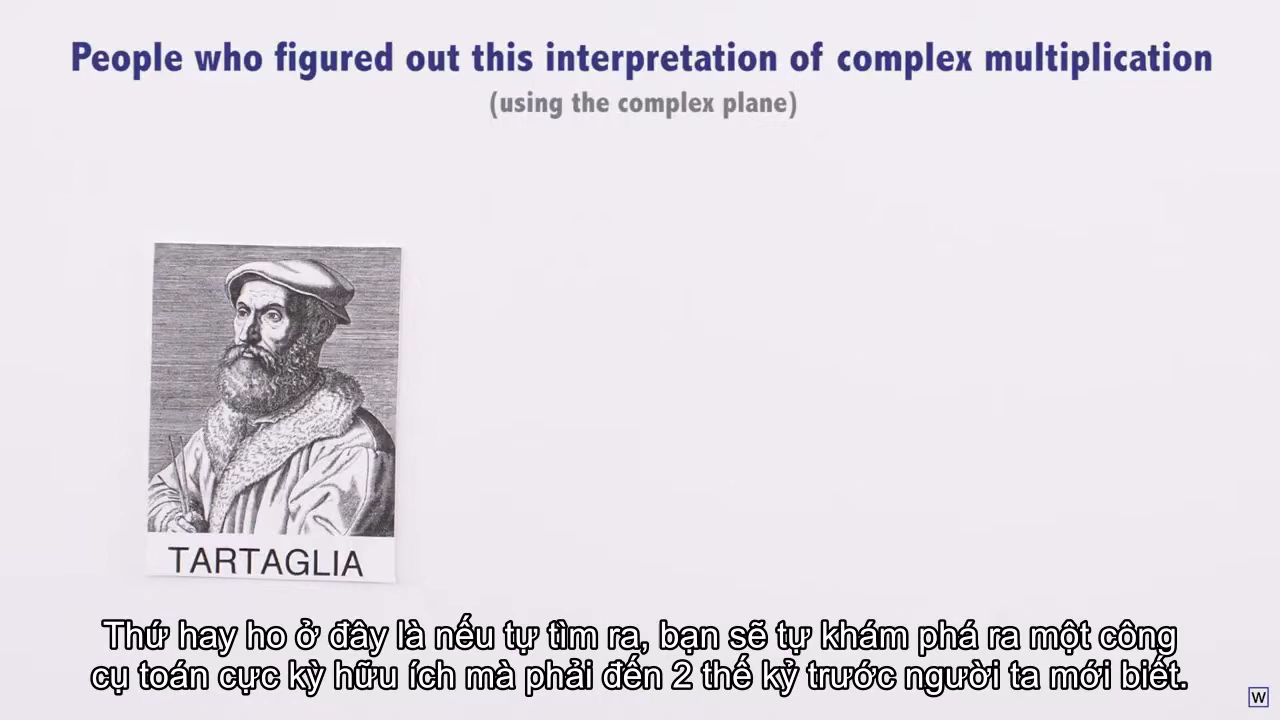 People who figured out this interpretation of complex multiplication
(using the complex plane)
TARTAGLIA
Thứ hay ho ở đây là nếu tự tìm ra, bạn sẽ tự khám phá ra một công
cụ toán cực kỳ hữu ích mà phải đến 2 thế kỷ trước người ta mới biết.
W